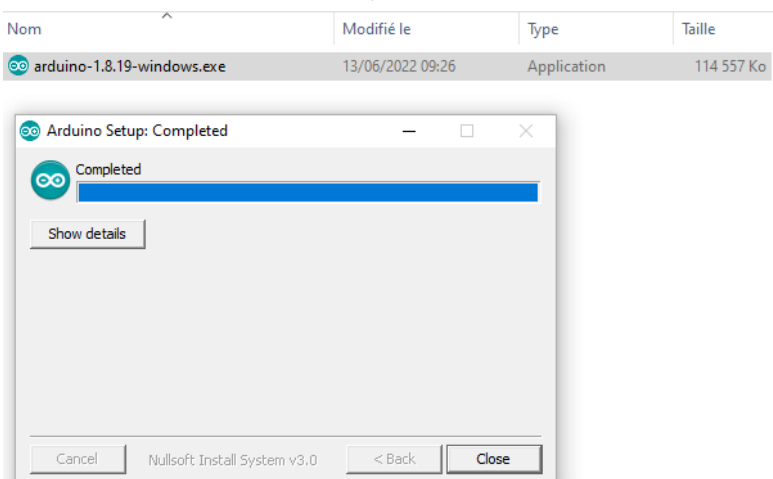 Nom Modifié le Type Taille
arduino-1.8.19-windows.exe 13/06/2022 09:26 Application 114 557 Ko
Arduino Setup: Completed
Completed
Show details
Cancel Nullsoft Install System v3.0 < Back Close